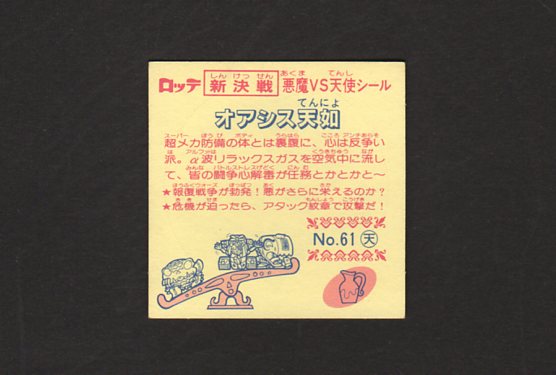 ロッテ 新決戦 悪魔VS天使シール
オアシス天如
超メカ防備の体とは裏腹に、心は反争い
派。α波リラックスガスを空気中に流し
て、皆の闘争心解毒が任務とかとか〜
★報復戦争が勃発！悪がさらに栄えるのか？
★危機が迫ったら、アタック紋章で攻撃だ！
No.61 天